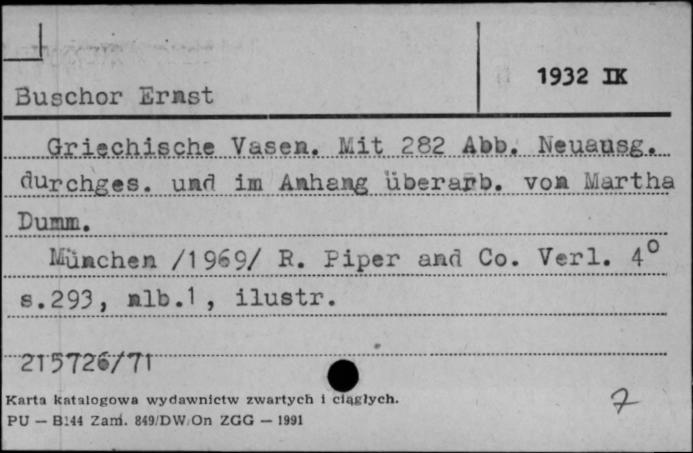 1932 IK
Buschor Ernst
Griechische Vasen. Mit 282 Abb. Neuausg.
durchges. und im Anhang überarb. von Martha
Dumm.
München /1969/ R. Piper and Co. Verl. 4°
s.293, nlb.1, ilustr.
215726/71
Karta katalogowa wydawnictw zwartych i ciągłych.
PU — B144 Zam. 849/DW/On ZGG — 1991
7